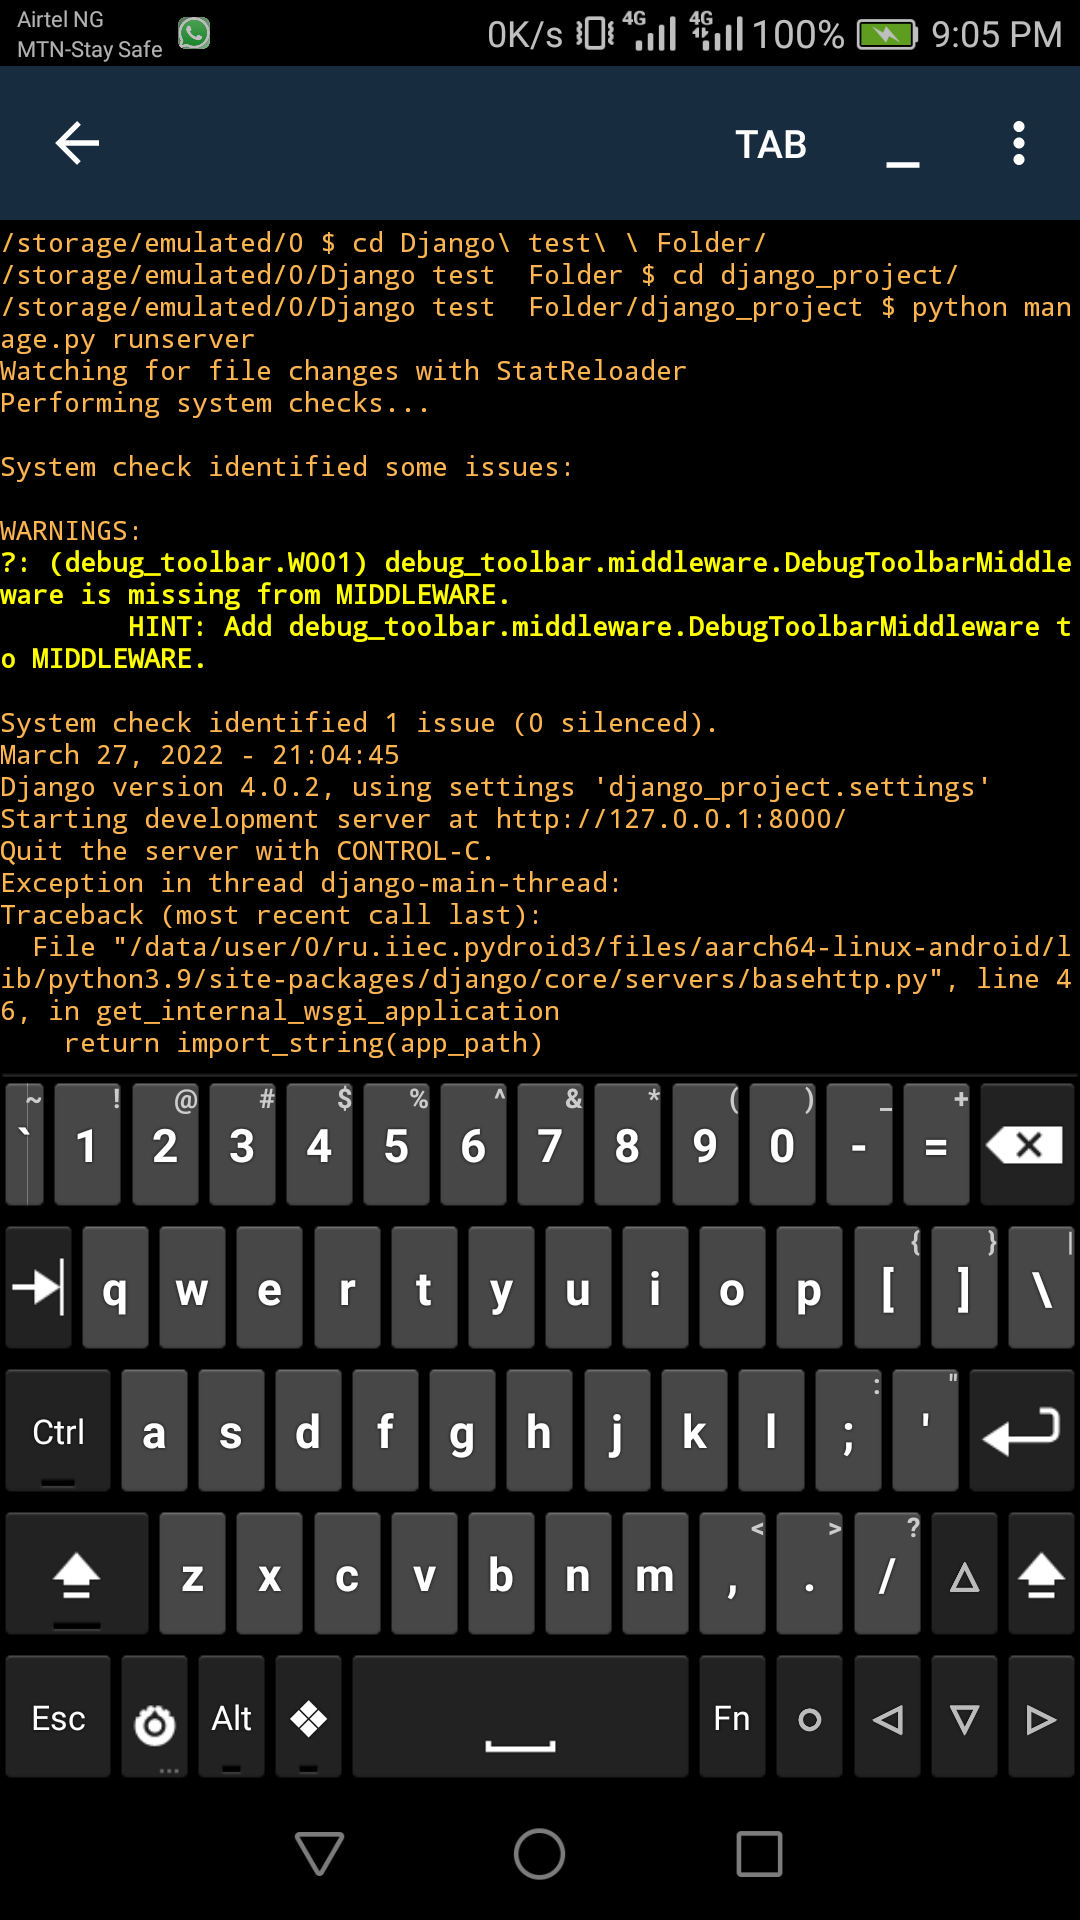 Airtel NG
MTN-Stay Safe
0K/s 4G 4G 100% 9:05 PM
TAB _
/storage/emulated/0 $ cd Django\ test\ \ Folder/
/storage/emulated/0/Django test  Folder $ cd django_project/
/storage/emulated/0/Django test  Folder/django_project $ python man
age.py runserver
Watching for file changes with StatReloader
Performing system checks...
System check identified some issues:
WARNINGS:
?: (debug_toolbar.W001) debug_toolbar.middleware.DebugToolbarMiddle
ware is missing from MIDDLEWARE.
        HINT: Add debug_toolbar.middleware.DebugToolbarMiddleware t
o MIDDLEWARE.
System check identified 1 issue (0 silenced).
March 27, 2022 - 21:04:45
Django version 4.0.2, using settings 'django_project.settings'
Starting development server at http://127.0.0.1:8000/
Quit the server with CONTROL-C.
Exception in thread django-main-thread:
Traceback (most recent call last):
  File "/data/user/0/ru.iiec.pydroid3/files/aarch64-linux-android/l
ib/python3.9/site-packages/django/core/servers/basehttp.py", line 4
6, in get_internal_wsgi_application
    return import_string(app_path)
~ ! @ # $ % ^ & * ( ) _ +
` 1 2 3 4 5 6 7 8 9 0 - =
{ } |
q w e r t y u i o p [ ] \
: "
Ctrl a s d f g h j k l ; '
< > ?
z x c v b n m , . /
Esc Alt Fn